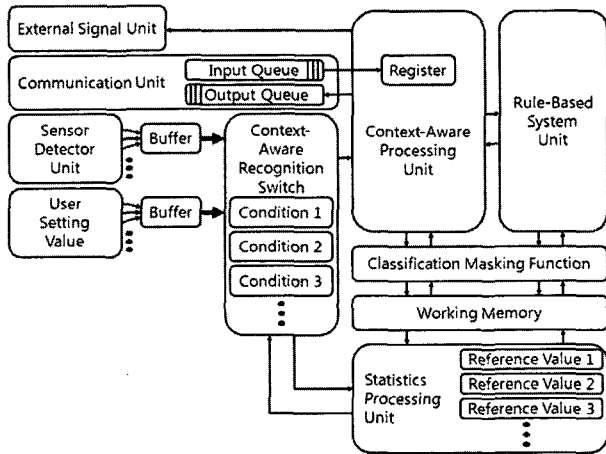 External Signal Unit
Communication Unit
Input Queue
Output Queue
Register
Context-Aware
Processing
Unit
Rule-Based
System
Unit
Sensor
Detector
Unit
Buffer
Context-
Aware
Recognition
Switch
User
Setting
Value
Buffer
Condition 1
Condition 2
Condition 3
Classification Masking Function
Working Memory
Statistics
Processing
Unit
Reference Value 1
Reference Value 2
Reference Value 3